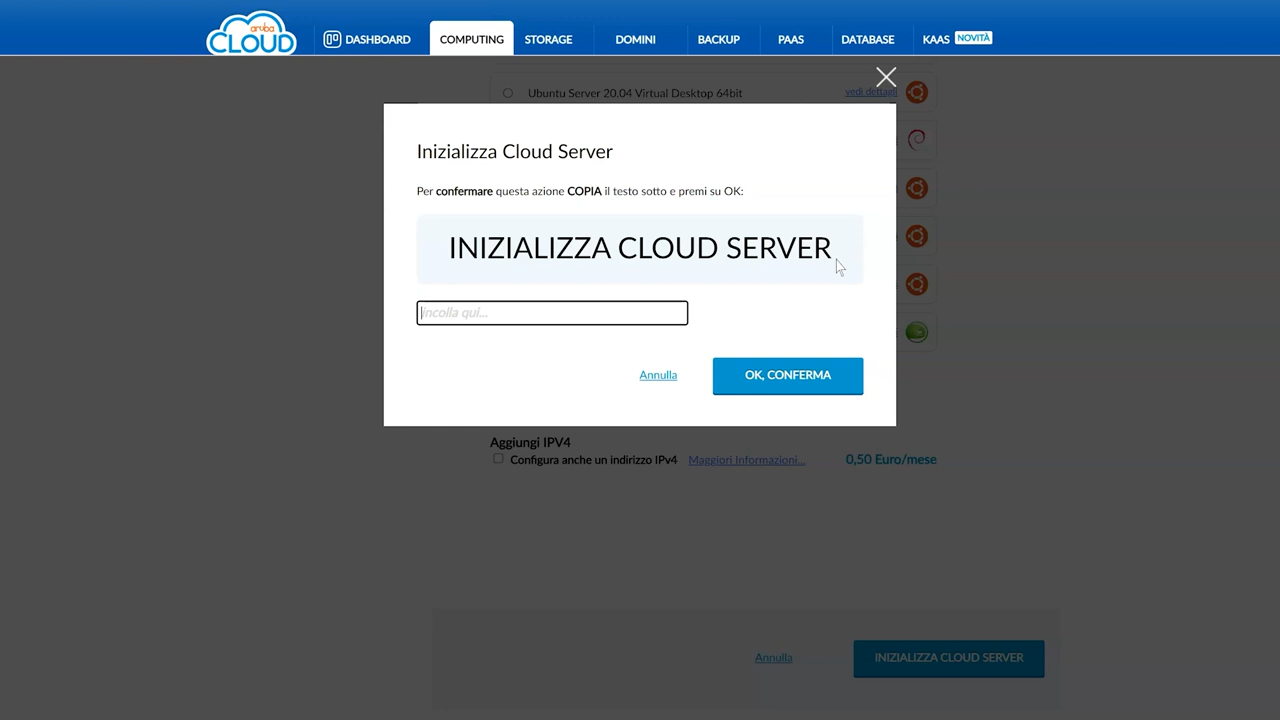 aruba
CLOUD
DASHBOARD COMPUTING STORAGE DOMINI BACKUP PAAS DATABASE KAAS NOVITÀ
Ubuntu Server 20.04 Virtual Desktop 64bit vedi dettagli
Inizializza Cloud Server
Per confermare questa azione COPIA il testo sotto e premi su OK:
INIZIALIZZA CLOUD SERVER
incolla qui...
Annulla OK, CONFERMA
Aggiungi IPV4
Configura anche un indirizzo IPv4 Maggiori Informazioni... 0,50 Euro/mese
Annulla INIZIALIZZA CLOUD SERVER